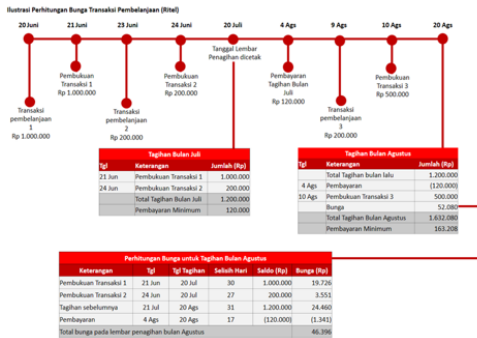 Ilustrasi Perhitungan Bunga Transaksi Pembelanjaan (Ritel)
20 Juni 21 Juni 23 Juni 24 Juni 20 Juli 4 Ags 9 Ags 10 Ags 20 Ags
Tanggal Lembar
Penagihan dicetak
Pembukuan
Transaksi 1
Rp 1.000.000
Pembukuan
Transaksi 2
Rp 200.000
Pembayaran
Tagihan Bulan
Juli
Rp 120.000
Pembukuan
Transaksi 3
Rp 500.000
Transaksi
pembelanjaan
1
Rp 1.000.000
Transaksi
pembelanjaan
2
Rp 200.000
Transaksi
pembelanjaan
3
Rp 200.000
Tagihan Bulan Juli
Tgl Keterangan Jumlah (Rp)
21 Jun Pembukuan Transaksi 1 1.000.000
24 Jun Pembukuan Transaksi 2 200.000
Total Tagihan Bulan Juli 1.200.000
Pembayaran Minimum 120.000
Tagihan Bulan Agustus
Tgl Keterangan Jumlah (Rp)
Total Tagihan bulan lalu 1.200.000
4 Ags Pembayaran (120.000)
10 Ags Pembukuan Transaksi 3 500.000
Bunga 52.080
Total Tagihan Bulan Agustus 1.632.080
Pembayaran Minimum 163.208
Perhitungan Bunga untuk Tagihan Bulan Agustus
Keterangan Tgl Tgl Tagihan Selisih Hari Saldo (Rp) Bunga (Rp)
Pembukuan Transaksi 1 21 Jun 20 Jul 30 1.000.000 19.726
Pembukuan Transaksi 2 24 Jun 20 Jul 27 200.000 3.551
Tagihan sebelumnya 21 Jul 20 Ags 31 1.200.000 24.460
Pembayaran 4 Ags 20 Ags 17 (120.000) (1.341)
Total bunga pada lembar penagihan bulan Agustus 46.396